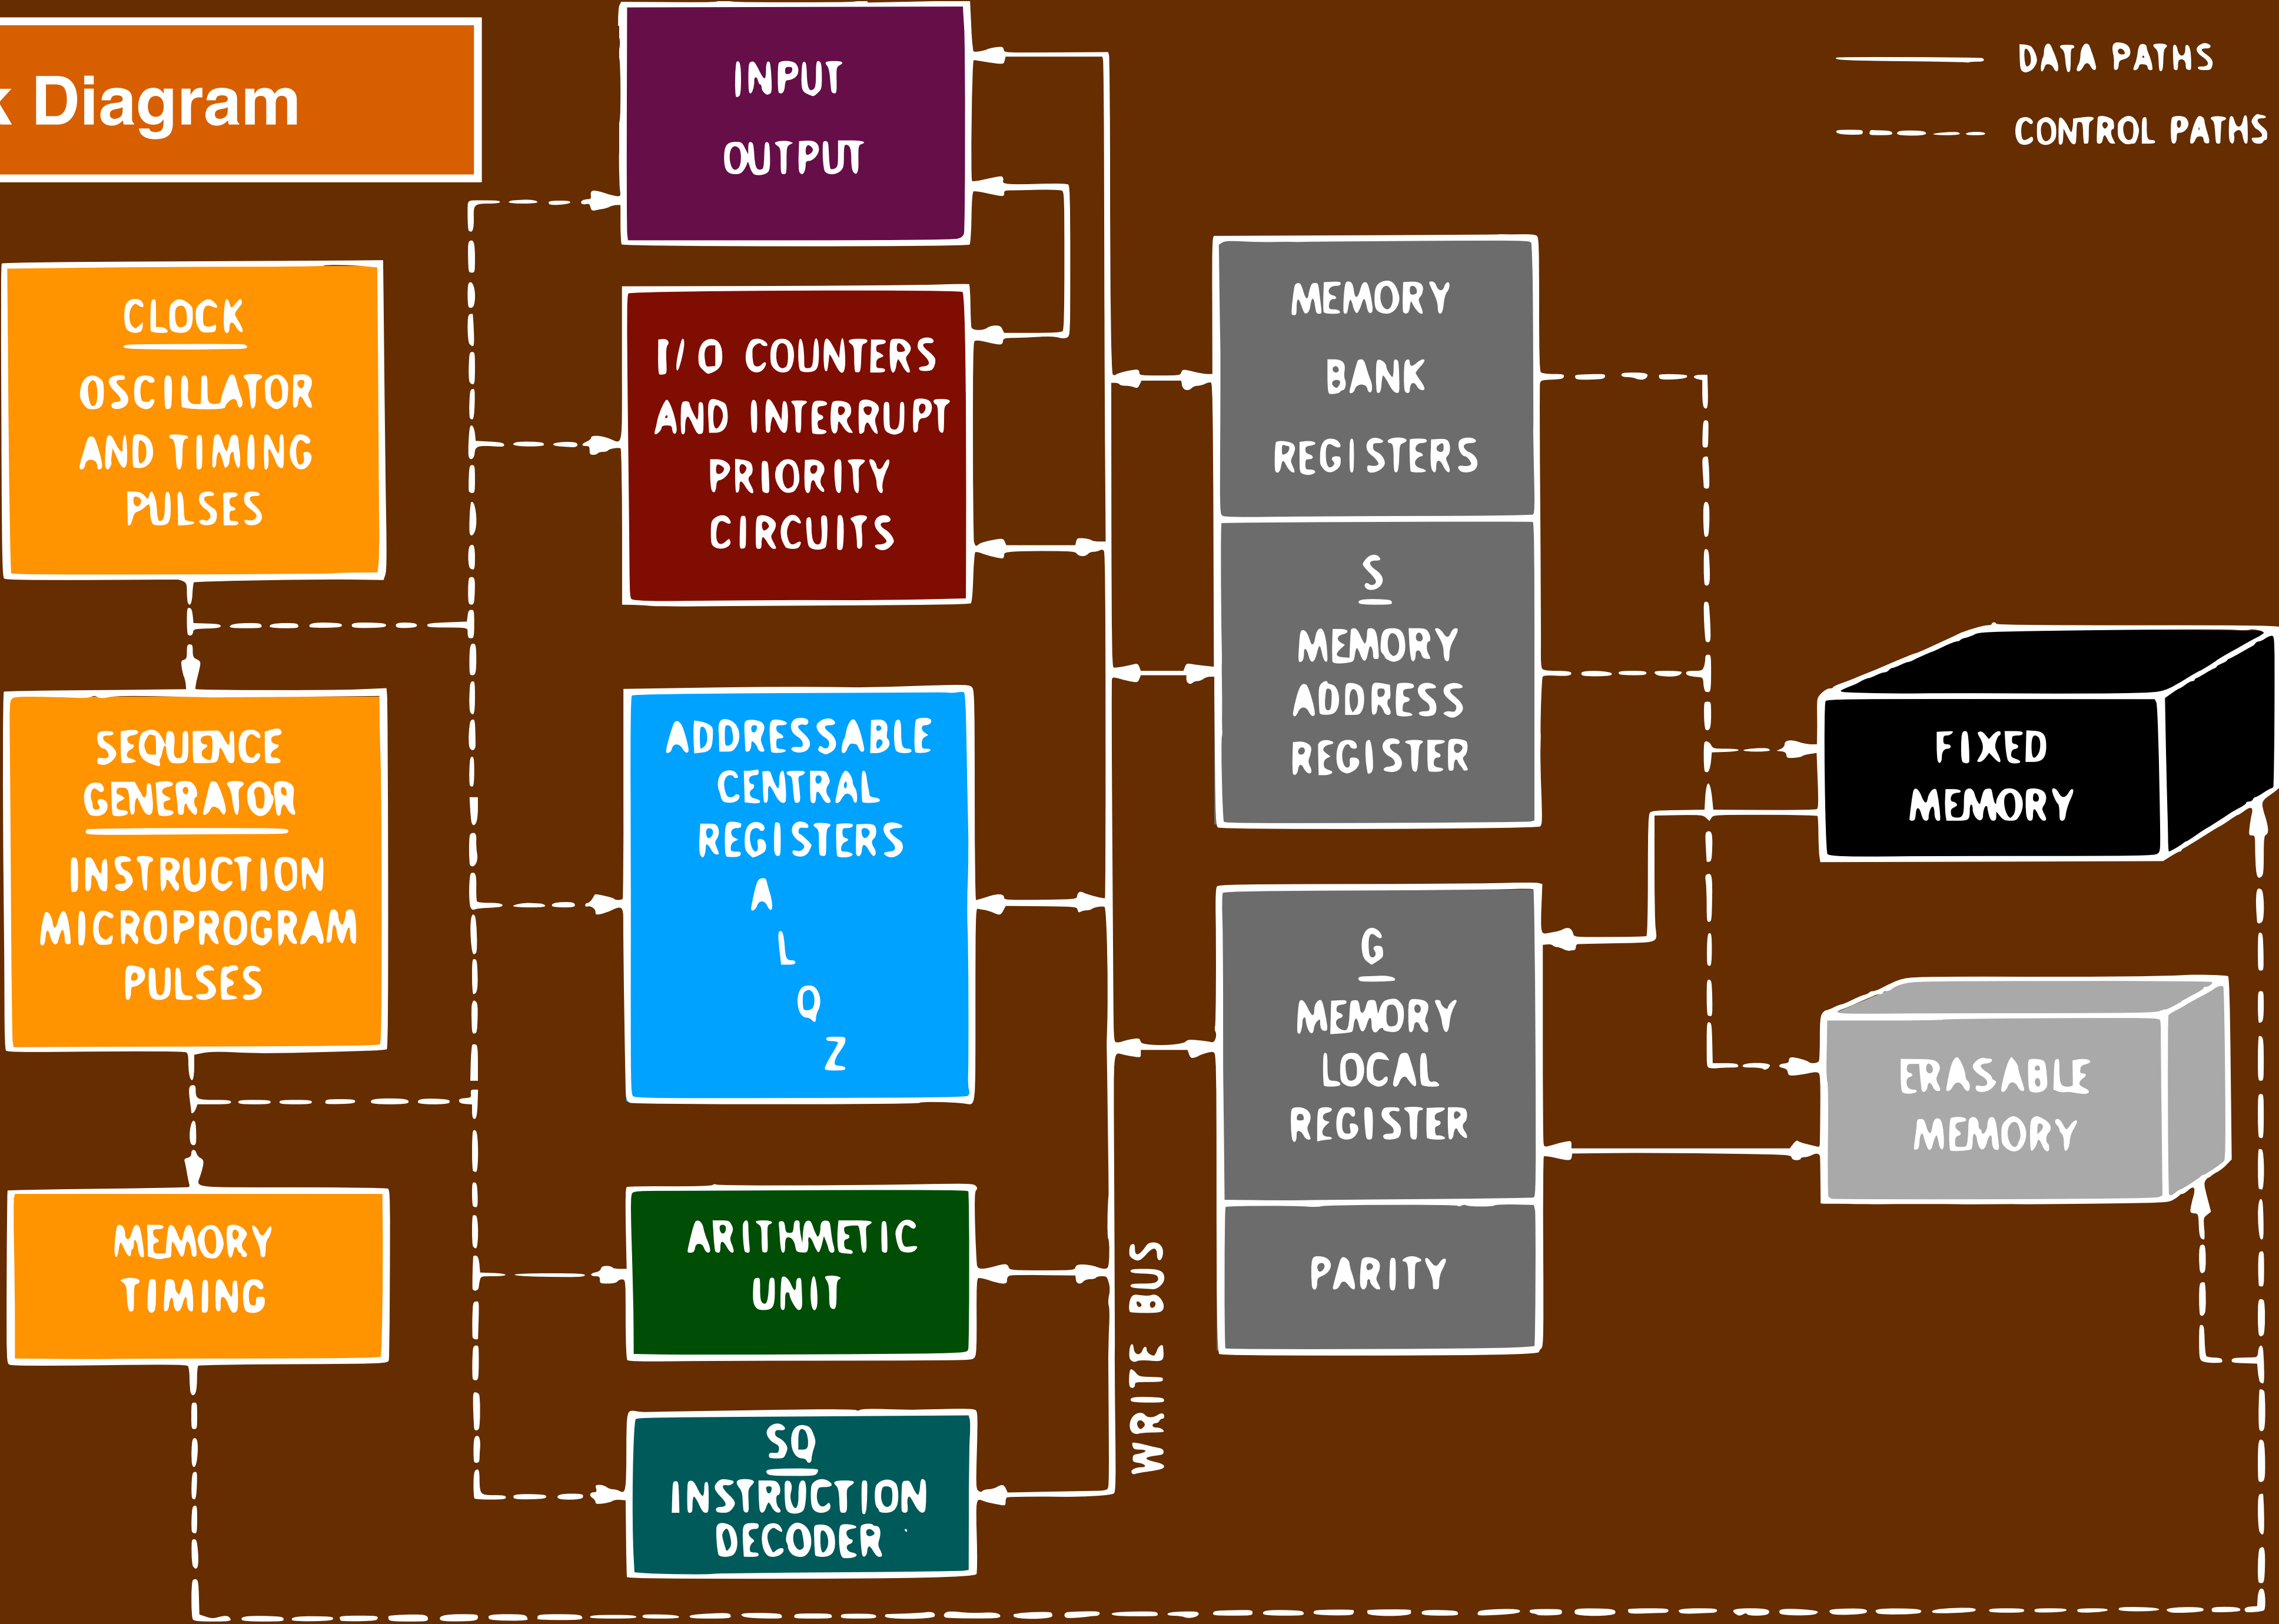 k Diagram
DATA PATHS
CONTROL PATHS
INPUT
OUTPUT
CLOCK
OSCILLATOR
AND TIMING
PULSES
I/O COUNTERS
AND INTERRUPT
PRIORITY
CIRCUITS
MEMORY
BANK
REGISTERS
S
MEMORY
ADDRESS
REGISTER
SEQUENCE
GENERATOR
INSTRUCTION
MICROPROGRAM
PULSES
ADDRESSABLE
CENTRAL
REGISTERS
A
L
Q
Z
FIXED
MEMORY
G
MEMORY
LOCAL
REGISTER
PARITY
ERASABLE
MEMORY
MEMORY
TIMING
ARITHMETIC
UNIT
WRITE BUS
SQ
INSTRUCTION
DECODER